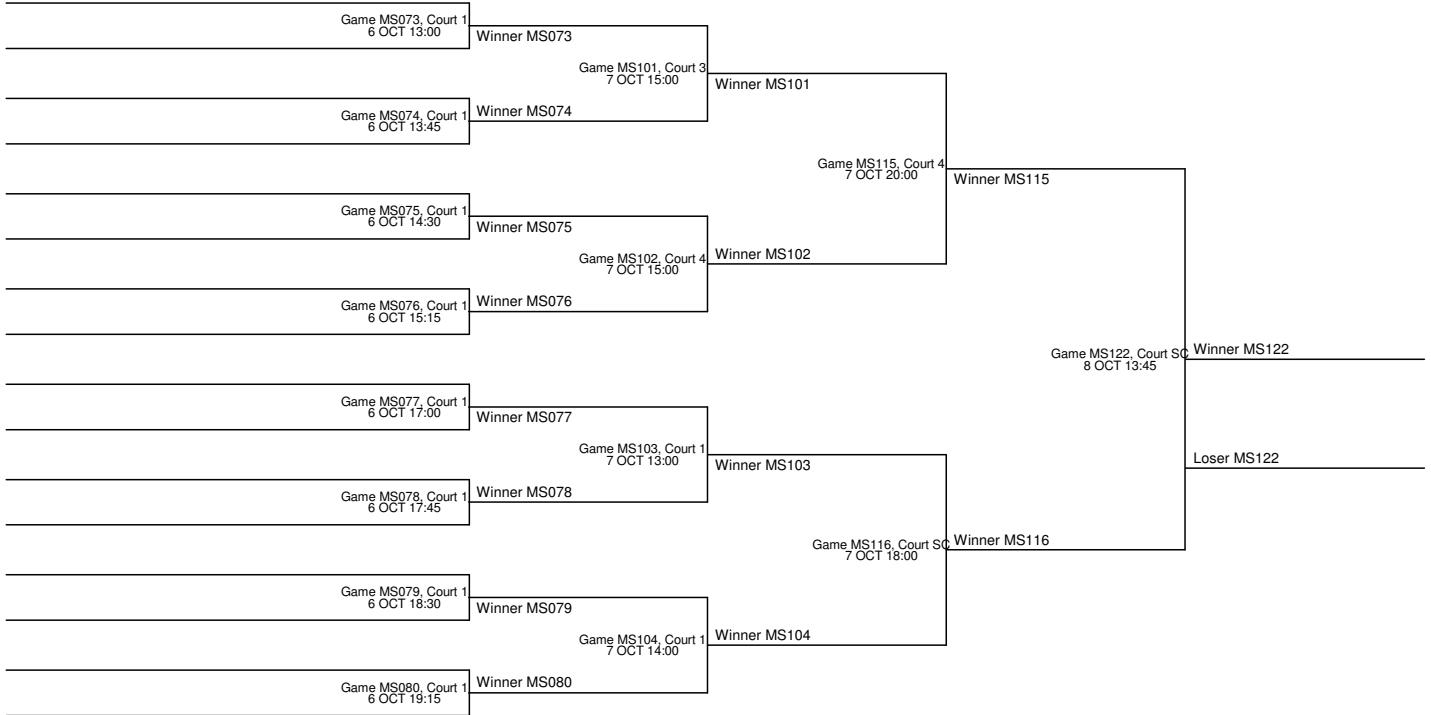 Game MS073, Court 1
6 OCT 13:00
Winner MS073
Game MS101, Court 3
7 OCT 15:00
Winner MS101
Game MS074, Court 1
6 OCT 13:45
Winner MS074
Game MS115, Court 4
7 OCT 20:00
Winner MS115
Game MS075, Court 1
6 OCT 14:30
Winner MS075
Game MS102, Court 4
7 OCT 15:00
Winner MS102
Game MS076, Court 1
6 OCT 15:15
Winner MS076
Game MS122, Court SC
8 OCT 13:45
Winner MS122
Game MS077, Court 1
6 OCT 17:00
Winner MS077
Game MS103, Court 1
7 OCT 13:00
Winner MS103
Loser MS122
Game MS078, Court 1
6 OCT 17:45
Winner MS078
Game MS116, Court SC
7 OCT 18:00
Winner MS116
Game MS079, Court 1
6 OCT 18:30
Winner MS079
Game MS104, Court 1
7 OCT 14:00
Winner MS104
Game MS080, Court 1
6 OCT 19:15
Winner MS080